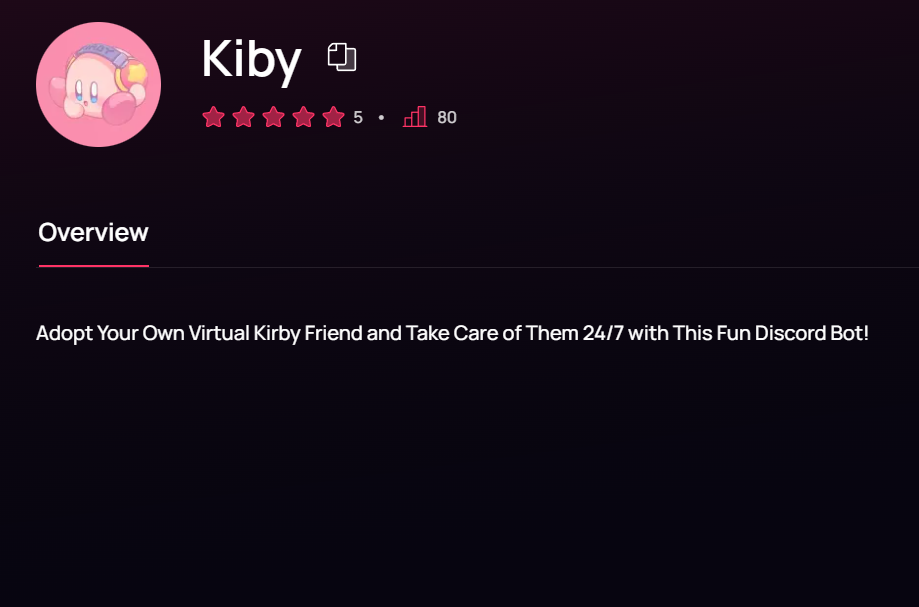 Kiby
5 • 80
Overview
Adopt Your Own Virtual Kirby Friend and Take Care of Them 24/7 with This Fun Discord Bot!